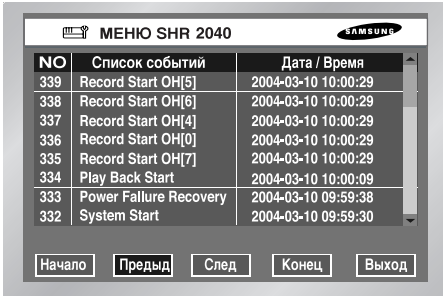 МЕНЮ SHR 2040 SAMSUNG
NO Список событий Дата / Время
339 Record Start OH[5] 2004-03-10 10:00:29
338 Record Start OH[6] 2004-03-10 10:00:29
337 Record Start OH[4] 2004-03-10 10:00:29
336 Record Start OH[0] 2004-03-10 10:00:29
335 Record Start OH[7] 2004-03-10 10:00:29
334 Play Back Start 2004-03-10 10:00:09
333 Power Failure Recovery 2004-03-10 09:59:38
332 System Start 2004-03-10 09:59:30
Начало Предыд След Конец Выход